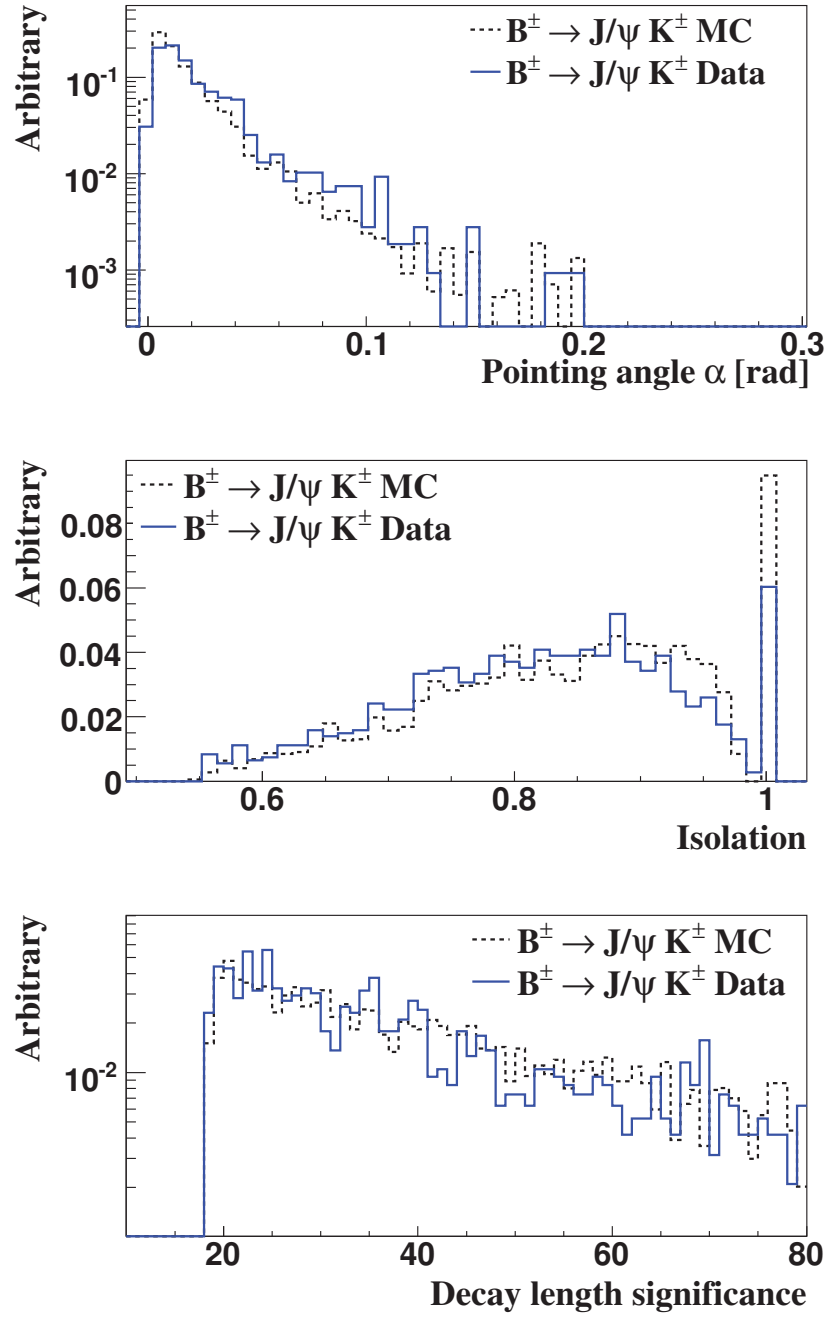 Arbitrary
10⁻¹
10⁻²
10⁻³
B± → J/ψ K± MC
B± → J/ψ K± Data
0 0.1 0.2 0.3
Pointing angle α [rad]
Arbitrary
0.08
0.06
0.04
0.02
0
B± → J/ψ K± MC
B± → J/ψ K± Data
0.6 0.8 1
Isolation
Arbitrary
10⁻²
B± → J/ψ K± MC
B± → J/ψ K± Data
20 40 60 80
Decay length significance